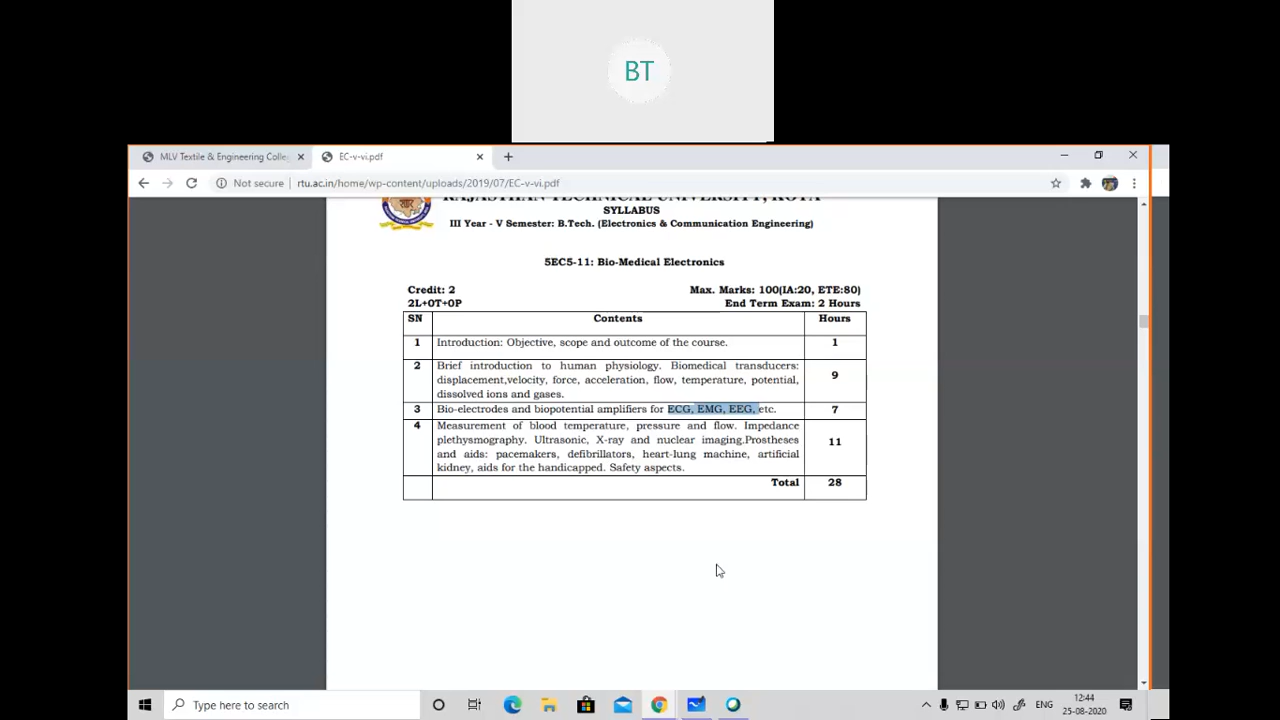 BT
MLV Textile & Engineering Colle
EC-v-vi.pdf
Not secure
rtu.ac.in/home/wp-content/uploads/2019/07/EC-v-vi.pdf
RAJASTHAN TECHNICAL UNIVERSITY, KOTA
SYLLABUS
III Year - V Semester: B.Tech. (Electronics & Communication Engineering)
5EC5-11: Bio-Medical Electronics
Credit: 2 Max. Marks: 100(IA:20, ETE:80)
2L+0T+0P End Term Exam: 2 Hours
SN Contents Hours
1 Introduction: Objective, scope and outcome of the course. 1
2 Brief introduction to human physiology. Biomedical transducers:
displacement,velocity, force, acceleration, flow, temperature, potential, 9
dissolved ions and gases.
3 Bio-electrodes and biopotential amplifiers for ECG, EMG, EEG, etc. 7
4 Measurement of blood temperature, pressure and flow. Impedance
plethysmography. Ultrasonic, X-ray and nuclear imaging.Prostheses 11
and aids: pacemakers, defibrillators, heart-lung machine, artificial
kidney, aids for the handicapped. Safety aspects.
Total 28
Type here to search
ENG
12:44
25-08-2020